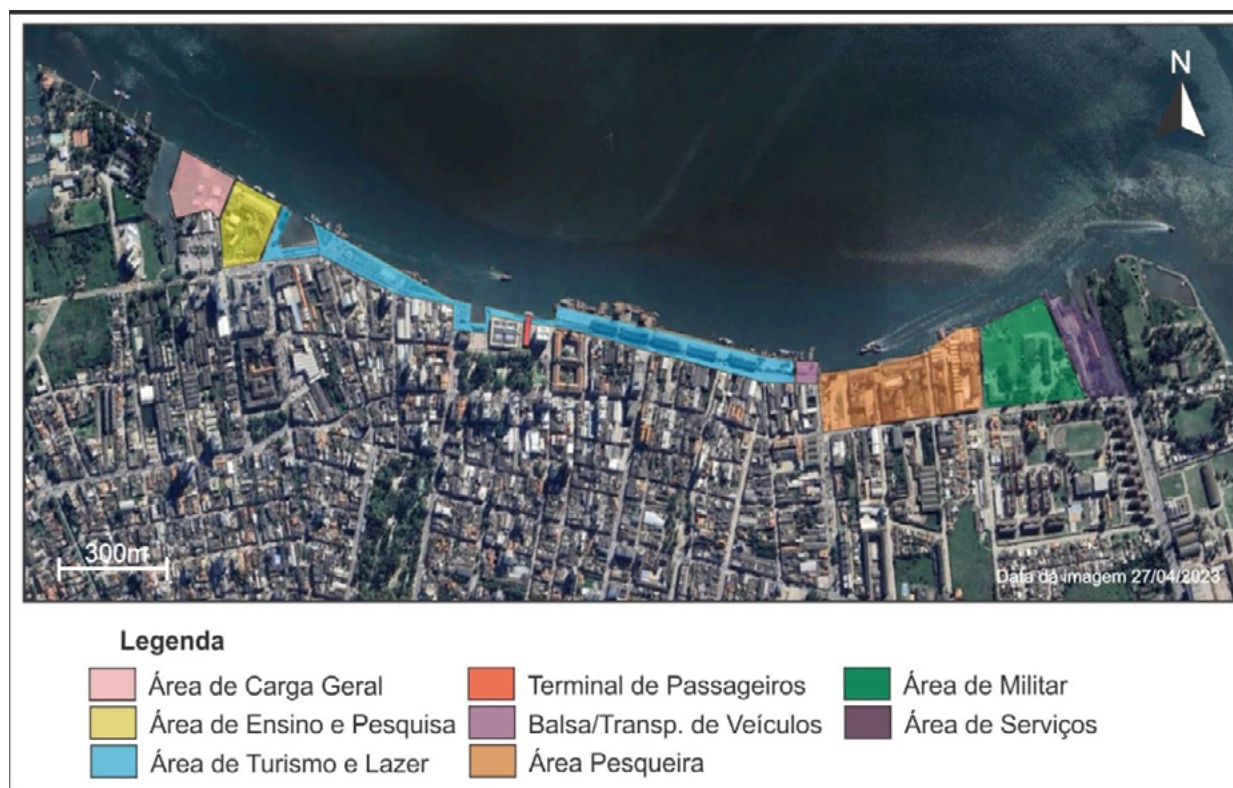 N
300m
Data da imagem 27/04/2023
Legenda
Área de Carga Geral
Área de Ensino e Pesquisa
Área de Turismo e Lazer
Terminal de Passageiros
Balsa/Transp. de Veículos
Área Pesqueira
Área de Militar
Área de Serviços